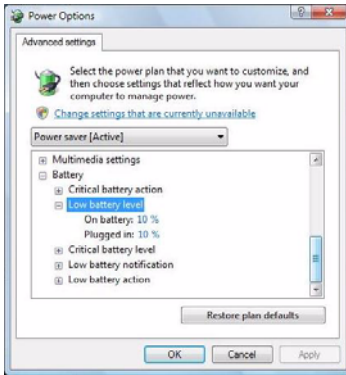 Power Options
Advanced settings
Select the power plan that you want to customize, and
then choose settings that reflect how you want your
computer to manage power.
Change settings that are currently unavailable
Power saver [Active]
Multimedia settings
Battery
Critical battery action
Low battery level
On battery: 10 %
Plugged in: 10 %
Critical battery level
Low battery notification
Low battery action
Restore plan defaults
OK
Cancel
Apply